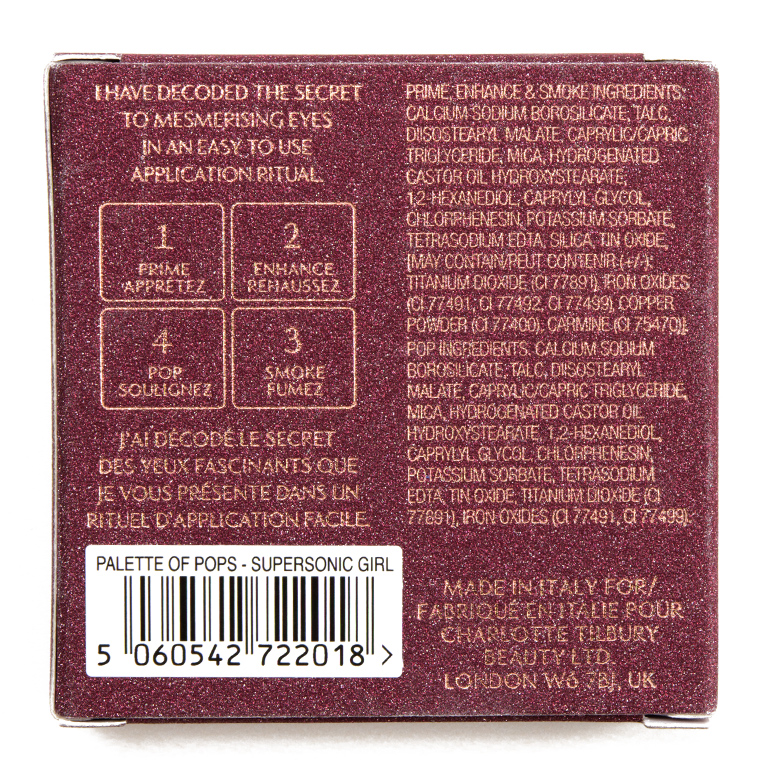 I HAVE DECODED THE SECRET
TO MESMERISING EYES
IN AN EASY TO USE
APPLICATION RITUAL.
1
PRIME
APPRÊTEZ
2
ENHANCE
REHAUSSEZ
4
POP
SOULIGNEZ
3
SMOKE
FUMEZ
J'AI DÉCODÉ LE SECRET
DES YEUX FASCINANTS QUE
JE VOUS PRÉSENTE DANS UN
RITUEL D'APPLICATION FACILE.
PALETTE OF POPS - SUPERSONIC GIRL
5 060542 722018 >
PRIME, ENHANCE & SMOKE INGREDIENTS:
CALCIUM SODIUM BOROSILICATE, TALC,
DIISOSTEARYL MALATE, CAPRYLIC/CAPRIC
TRIGLYCERIDE, MICA, HYDROGENATED
CASTOR OIL HYDROXYSTEARATE,
1,2-HEXANEDIOL, CAPRYLYL GLYCOL,
CHLORPHENESIN, POTASSIUM SORBATE,
TETRASODIUM EDTA, SILICA, TIN OXIDE,
[MAY CONTAIN/PEUT CONTENIR (+/-):
TITANIUM DIOXIDE (CI 77891), IRON OXIDES
(CI 77491, CI 77492, CI 77499), COPPER
POWDER (CI 77400), CARMINE (CI 75470)].
POP INGREDIENTS: CALCIUM SODIUM
BOROSILICATE, TALC, DIISOSTEARYL
MALATE, CAPRYLIC/CAPRIC TRIGLYCERIDE,
MICA, HYDROGENATED CASTOR OIL
HYDROXYSTEARATE, 1,2-HEXANEDIOL,
CAPRYLYL GLYCOL, CHLORPHENESIN,
POTASSIUM SORBATE, TETRASODIUM
EDTA, TIN OXIDE, TITANIUM DIOXIDE (CI
77891), IRON OXIDES (CI 77491, CI 77499).
MADE IN ITALY FOR/
FABRIQUÉ EN ITALIE POUR
CHARLOTTE TILBURY
BEAUTY LTD.
LONDON W6 7BJ, UK